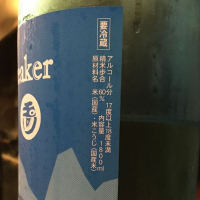 要冷蔵
アルコール分 17度以上18度未満
精米歩合 60% 内容量 1800ml
原材料名 米(国産)・米こうじ(国産米)
aker